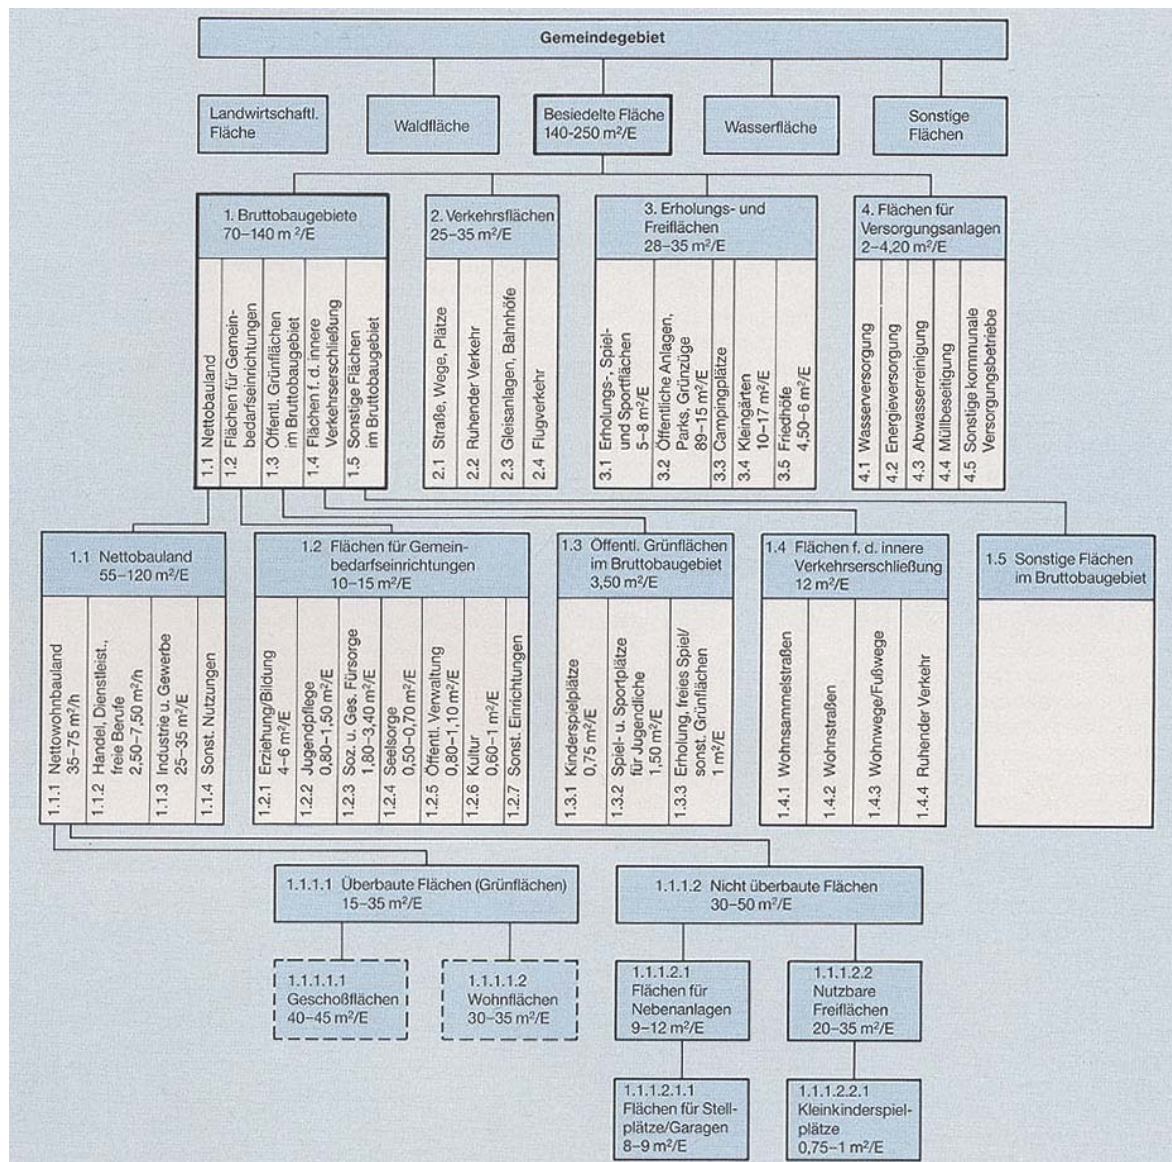 Gemeindegebiet
Landwirtschaftl.
Fläche
Waldfläche
Besiedelte Fläche
140-250 m²/E
Wasserfläche
Sonstige
Flächen
1. Bruttobaugebiete
70–140 m²/E
1.1 Nettobauland
1.2 Flächen für Gemein-
bedarfseinrichtungen
1.3 Öffentl. Grünflächen
im Bruttobaugebiet
1.4 Flächen f. d. innere
Verkehrserschließung
1.5 Sonstige Flächen
im Bruttobaugebiet
2. Verkehrsflächen
25–35 m²/E
2.1 Straße, Wege, Plätze
2.2 Ruhender Verkehr
2.3 Gleisanlagen, Bahnhöfe
2.4 Flugverkehr
3. Erholungs- und
Freiflächen
28–35 m²/E
3.1 Erholungs-, Spiel-
und Sportflächen
5–8 m²/E
3.2 Öffentliche Anlagen,
Parks, Grünzüge
89–15 m²/E
3.3 Campingplätze
3.4 Kleingärten
10–17 m²/E
3.5 Friedhöfe
4,50–6 m²/E
4. Flächen für
Versorgungsanlagen
2–4,20 m²/E
4.1 Wasserversorgung
4.2 Energieversorgung
4.3 Abwasserreinigung
4.4 Müllbeseitigung
4.5 Sonstige kommunale
Versorgungsbetriebe
1.1 Nettobauland
55–120 m²/E
1.1.1 Nettowohnbauland
35–75 m²/h
1.1.2 Handel, Dienstleist.,
freie Berufe
2,50-7,50 m²/h
1.1.3 Industrie u. Gewerbe
25–35 m²/E
1.1.4 Sonst. Nutzungen
1.2 Flächen für Gemein-
bedarfseinrichtungen
10–15 m²/E
1.2.1 Erziehung/Bildung
4–6 m²/E
1.2.2 Jugendpflege
0,80–1,50 m²/E
1.2.3 Soz. u. Ges. Fürsorge
1,80–3,40 m²/E
1.2.4 Seelsorge
0,50–0,70 m²/E
1.2.5 Öffentl. Verwaltung
0,80–1,10 m²/E
1.2.6 Kultur
0,60–1 m²/E
1.2.7 Sonst. Einrichtungen
1.3 Öffentl. Grünflächen
im Bruttobaugebiet
3,50 m²/E
1.3.1 Kinderspielplätze
0,75 m²/E
1.3.2 Spiel- u. Sportplätze
für Jugendliche
1,50 m²/E
1.3.3 Erholung, freies Spiel/
sonst. Grünflächen
1 m²/E
1.4 Flächen f. d. innere
Verkehrserschließung
12 m²/E
1.4.1 Wohnsammelstraßen
1.4.2 Wohnstraßen
1.4.3 Wohnwege/Fußwege
1.4.4 Ruhender Verkehr
1.5 Sonstige Flächen
im Bruttobaugebiet
1.1.1.1 Überbaute Flächen (Grünflächen)
15–35 m²/E
1.1.1.2 Nicht überbaute Flächen
30–50 m²/E
1.1.1.1.1
Geschoßflächen
40–45 m²/E
1.1.1.1.2
Wohnflächen
30–35 m²/E
1.1.1.2.1
Flächen für
Nebenanlagen
9–12 m²/E
1.1.1.2.2
Nutzbare
Freiflächen
20–35 m²/E
1.1.1.2.1.1
Flächen für Stell-
plätze/Garagen
8–9 m²/E
1.1.1.2.2.1
Kleinkinderspiel-
plätze
0,75–1 m²/E